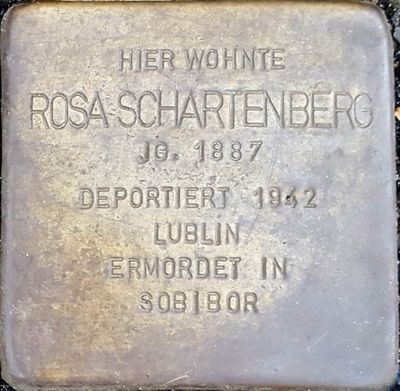 HIER WOHNTE
ROSA SCHARTENBERG
JG. 1887
DEPORTIERT 1942
LUBLIN
ERMORDET IN
SOBIBOR